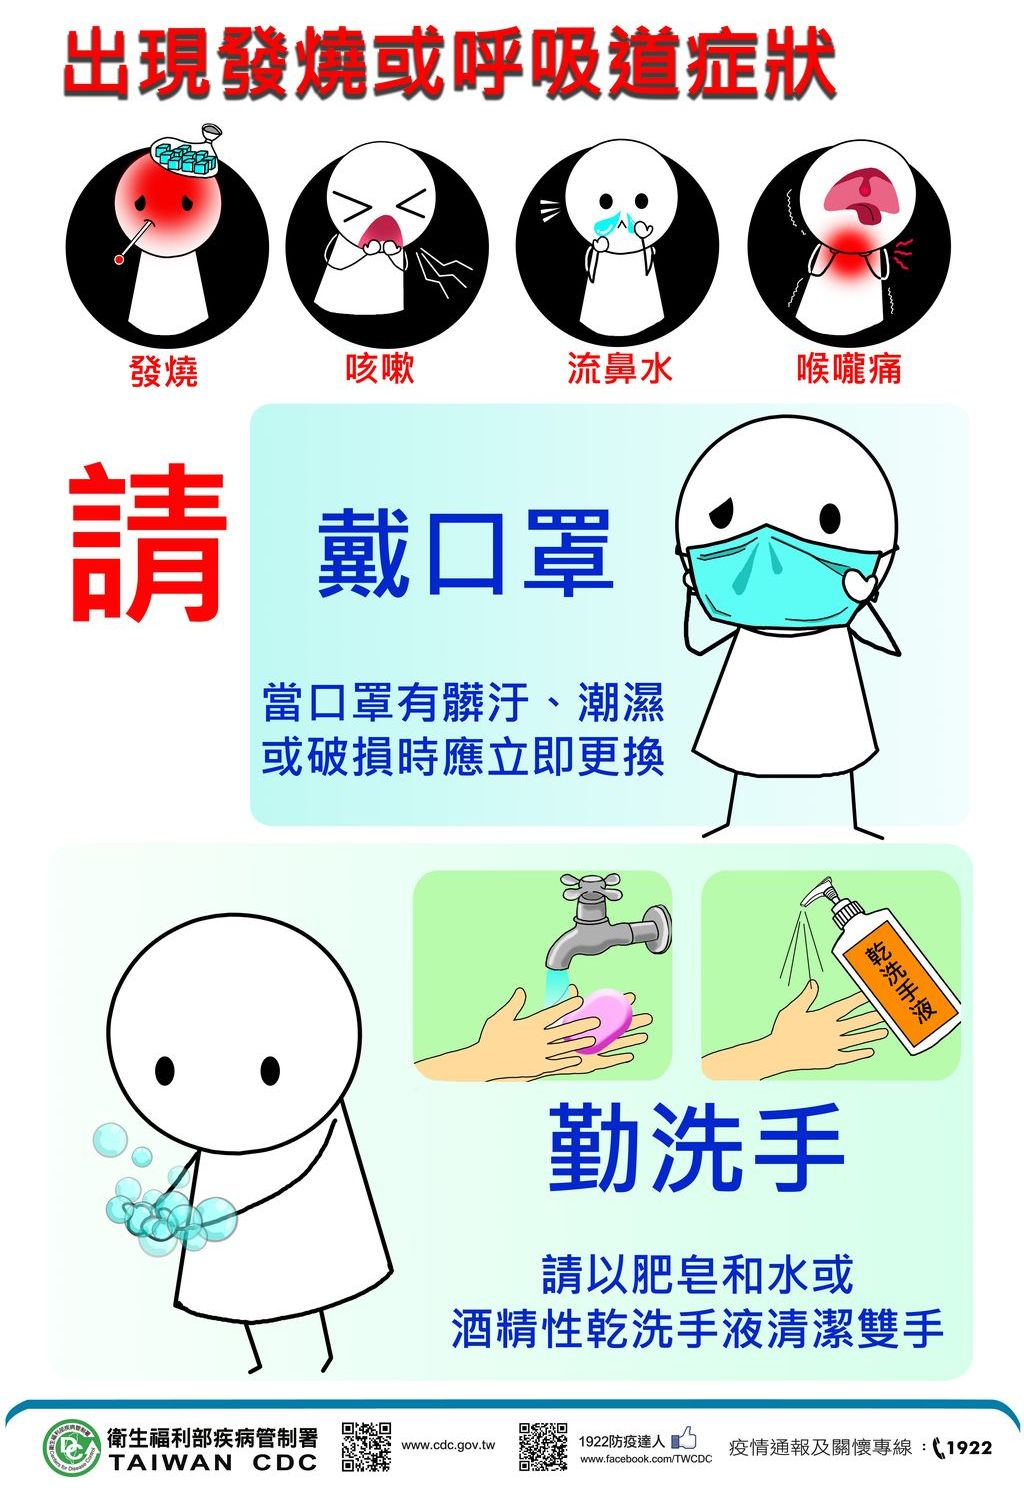 出現發燒或呼吸道症狀
發燒
咳嗽
流鼻水
喉嚨痛
請
戴口罩
當口罩有髒汙、潮濕
或破損時應立即更換
乾洗手液
勤洗手
請以肥皂和水或
酒精性乾洗手液清潔雙手
衛生福利部疾病管制署
TAIWAN CDC
www.cdc.gov.tw
1922防疫達人
www.facebook.com/TWCDC
疫情通報及關懷專線：1922